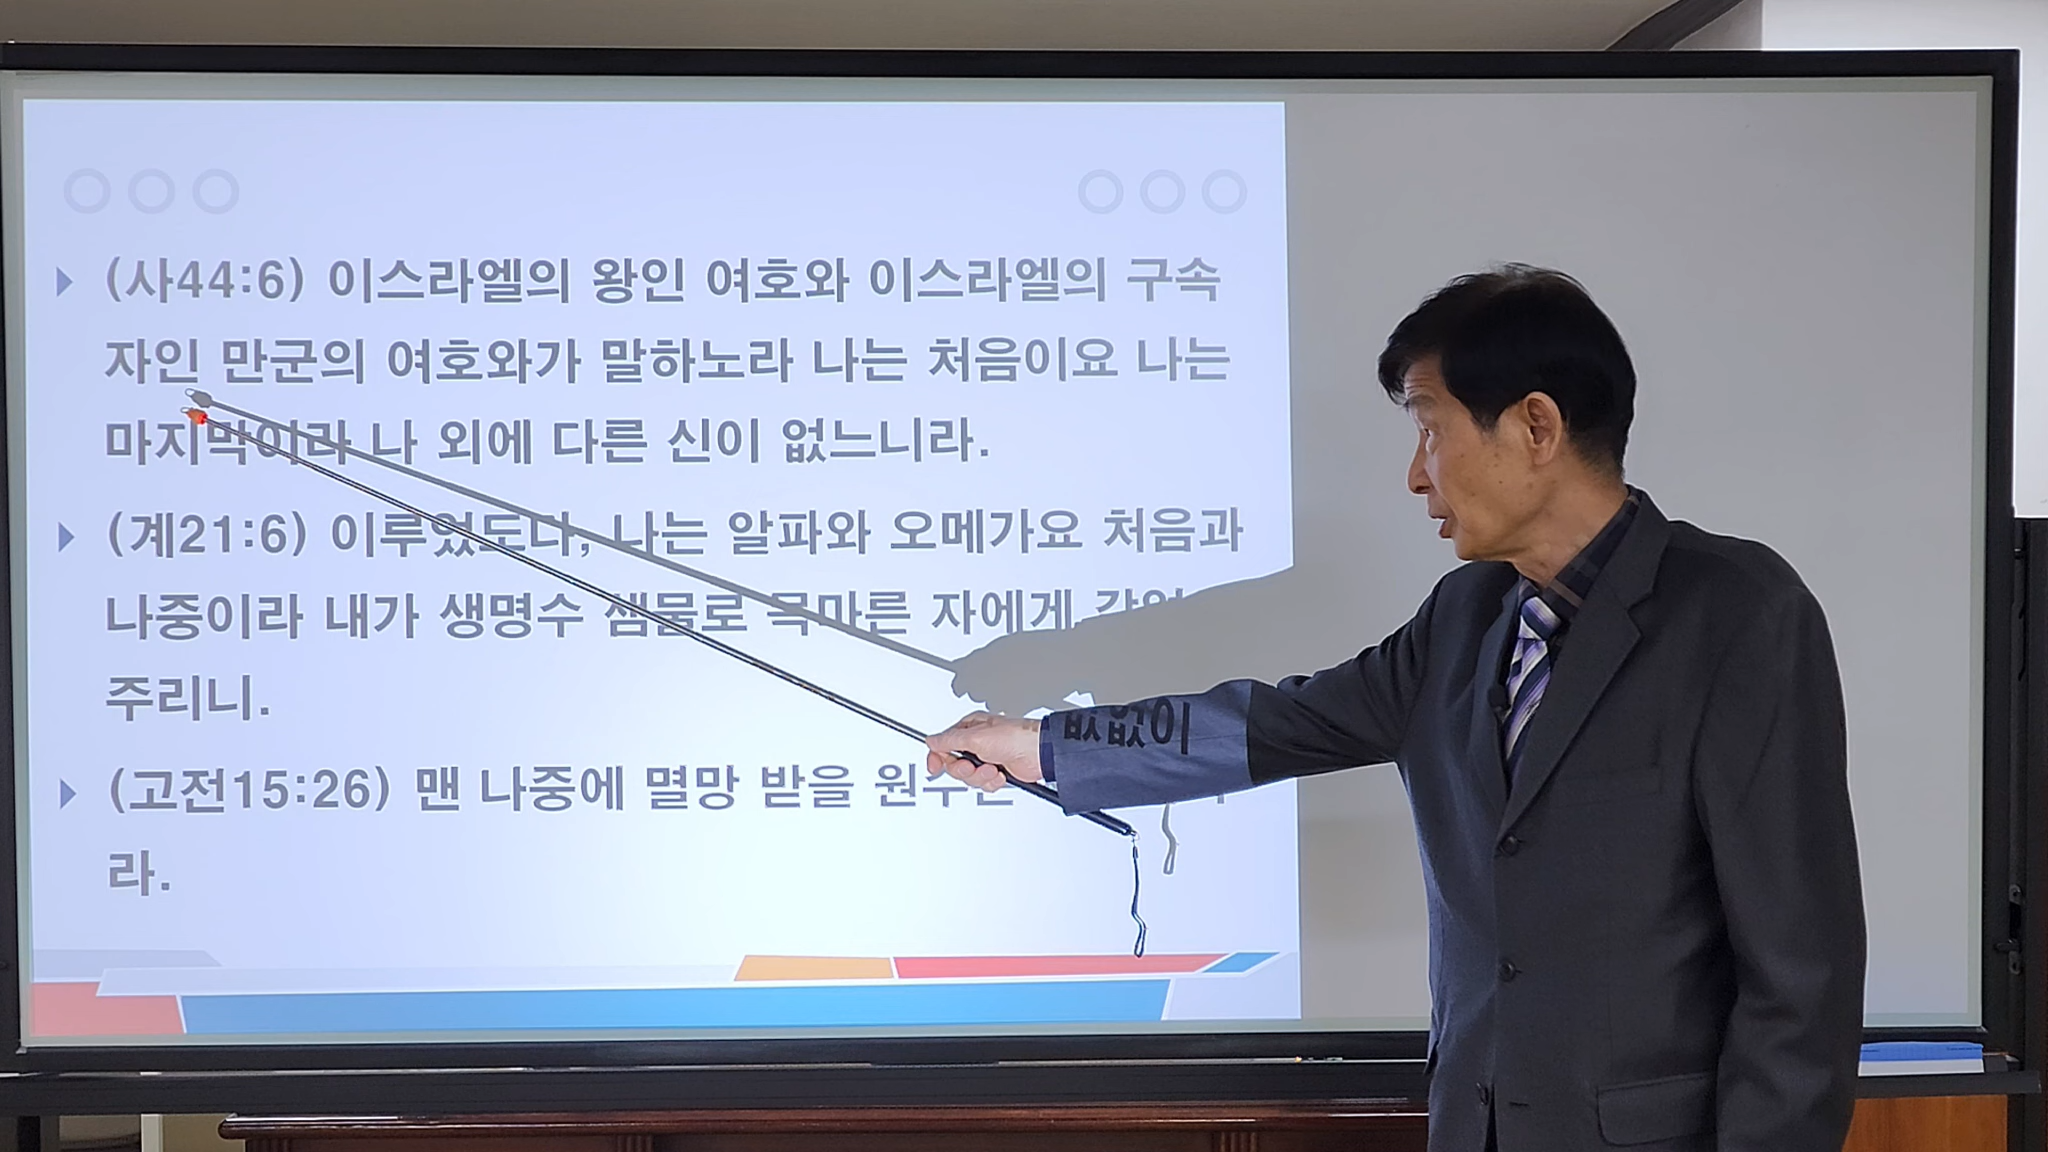 (사44:6) 이스라엘의 왕인 여호와 이스라엘의 구속
자인 만군의 여호와가 말하노라 나는 처음이요 나는
마지막이라 나 외에 다른 신이 없느니라.
(계21:6) 이루었도다, 나는 알파와 오메가요 처음과
나중이라 내가 생명수 샘물로 목마른 자에게 값없이
주리니.
(고전15:26) 맨 나중에 멸망 받을 원수는
라.